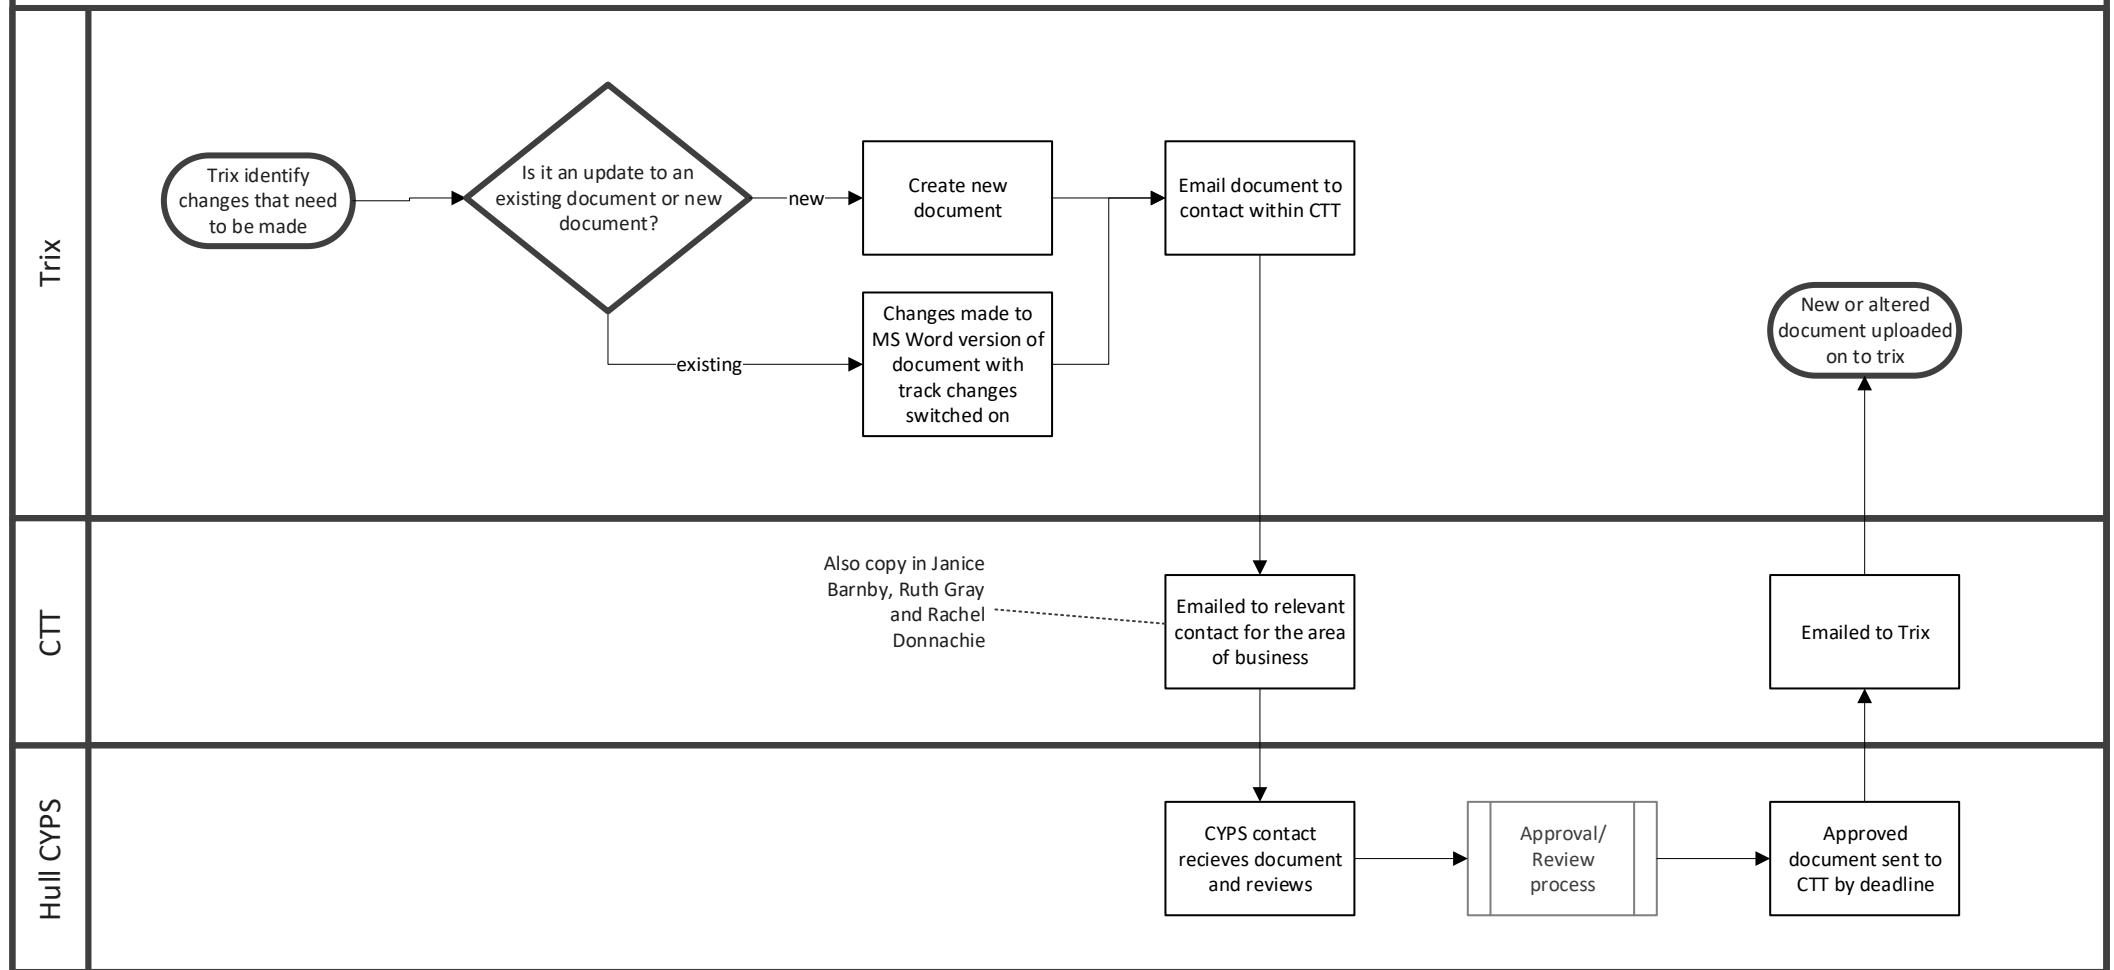 Trix
Trix identify
changes that need
to be made
Is it an update to an
existing document or new
document?
new
Create new
document
Email document to
contact within CTT
existing
Changes made to
MS Word version of
document with
track changes
switched on
New or altered
document uploaded
on to trix
CTT
Also copy in Janice
Barnby, Ruth Gray
and Rachel
Donnachie
Emailed to relevant
contact for the area
of business
Emailed to Trix
Hull CYPS
CYPS contact
recieves document
and reviews
Approval/
Review
process
Approved
document sent to
CTT by deadline